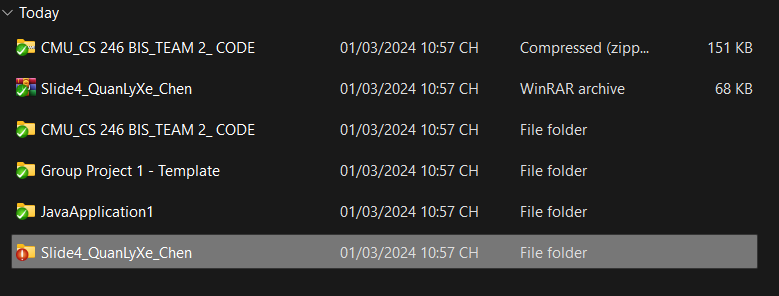 Today
CMU_CS 246 BIS_TEAM 2_ CODE 01/03/2024 10:57 CH Compressed (zipp... 151 KB
Slide4_QuanLyXe_Chen 01/03/2024 10:57 CH WinRAR archive 68 KB
CMU_CS 246 BIS_TEAM 2_ CODE 01/03/2024 10:57 CH File folder
Group Project 1 - Template 01/03/2024 10:57 CH File folder
JavaApplication1 01/03/2024 10:57 CH File folder
Slide4_QuanLyXe_Chen 01/03/2024 10:57 CH File folder